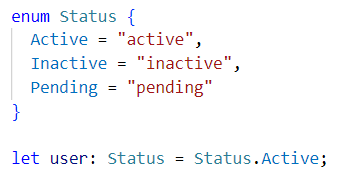 enum Status {
  Active = "active",
  Inactive = "inactive",
  Pending = "pending"
}

let user: Status = Status.Active;